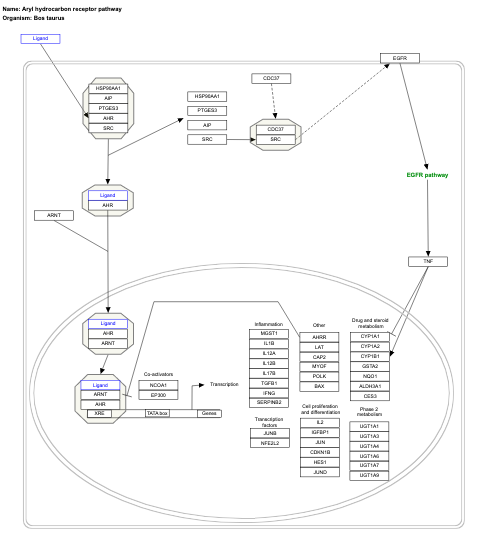 Name: Aryl hydrocarbon receptor pathway
Organism: Bos taurus
Ligand
EGFR
HSP90AA1
AIP
PTGES3
AHR
SRC
HSP90AA1
PTGES3
AIP
SRC
CDC37
CDC37
SRC
EGFR pathway
Ligand
AHR
ARNT
TNF
Ligand
AHR
ARNT
Ligand
ARNT
AHR
XRE
TATA box
Genes
Co-activators
NCOA1
EP300
Transcription
Inflammation
MGST1
IL1B
IL12A
IL12B
IL17B
TGFB1
IFNG
SERPINB2
Transcription
factors
JUNB
NFE2L2
Other
AHRR
LAT
CAP2
MYOF
POLK
BAX
Cell proliferation
and differentiation
IL2
IGFBP1
JUN
CDKN1B
HES1
JUND
Drug and steroid
metabolism
CYP1A1
CYP1A2
CYP1B1
GSTA2
NQO1
ALDH3A1
CES3
Phase 2
metabolism
UGT1A1
UGT1A3
UGT1A4
UGT1A6
UGT1A7
UGT1A9